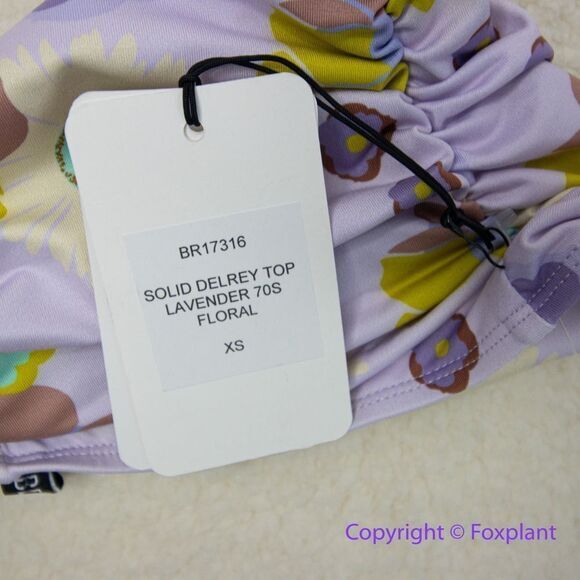 BR17316
SOLID DELREY TOP
LAVENDER 70S
FLORAL
XS
Copyright © Foxplant